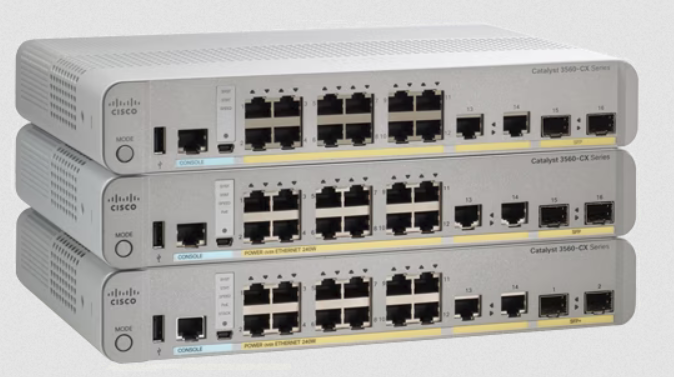 Catalyst 3560-CX Series
CISCO
MODE
CONSOLE
13 14 15 16
SFP
Catalyst 3560-CX Series
CISCO
MODE
CONSOLE
POWER OVER ETHERNET 240W
13 14 15 16
SFP
Catalyst 3560-CX Series
CISCO
MODE
CONSOLE
POWER OVER ETHERNET 240W
11
13 14 1 2
SFP+